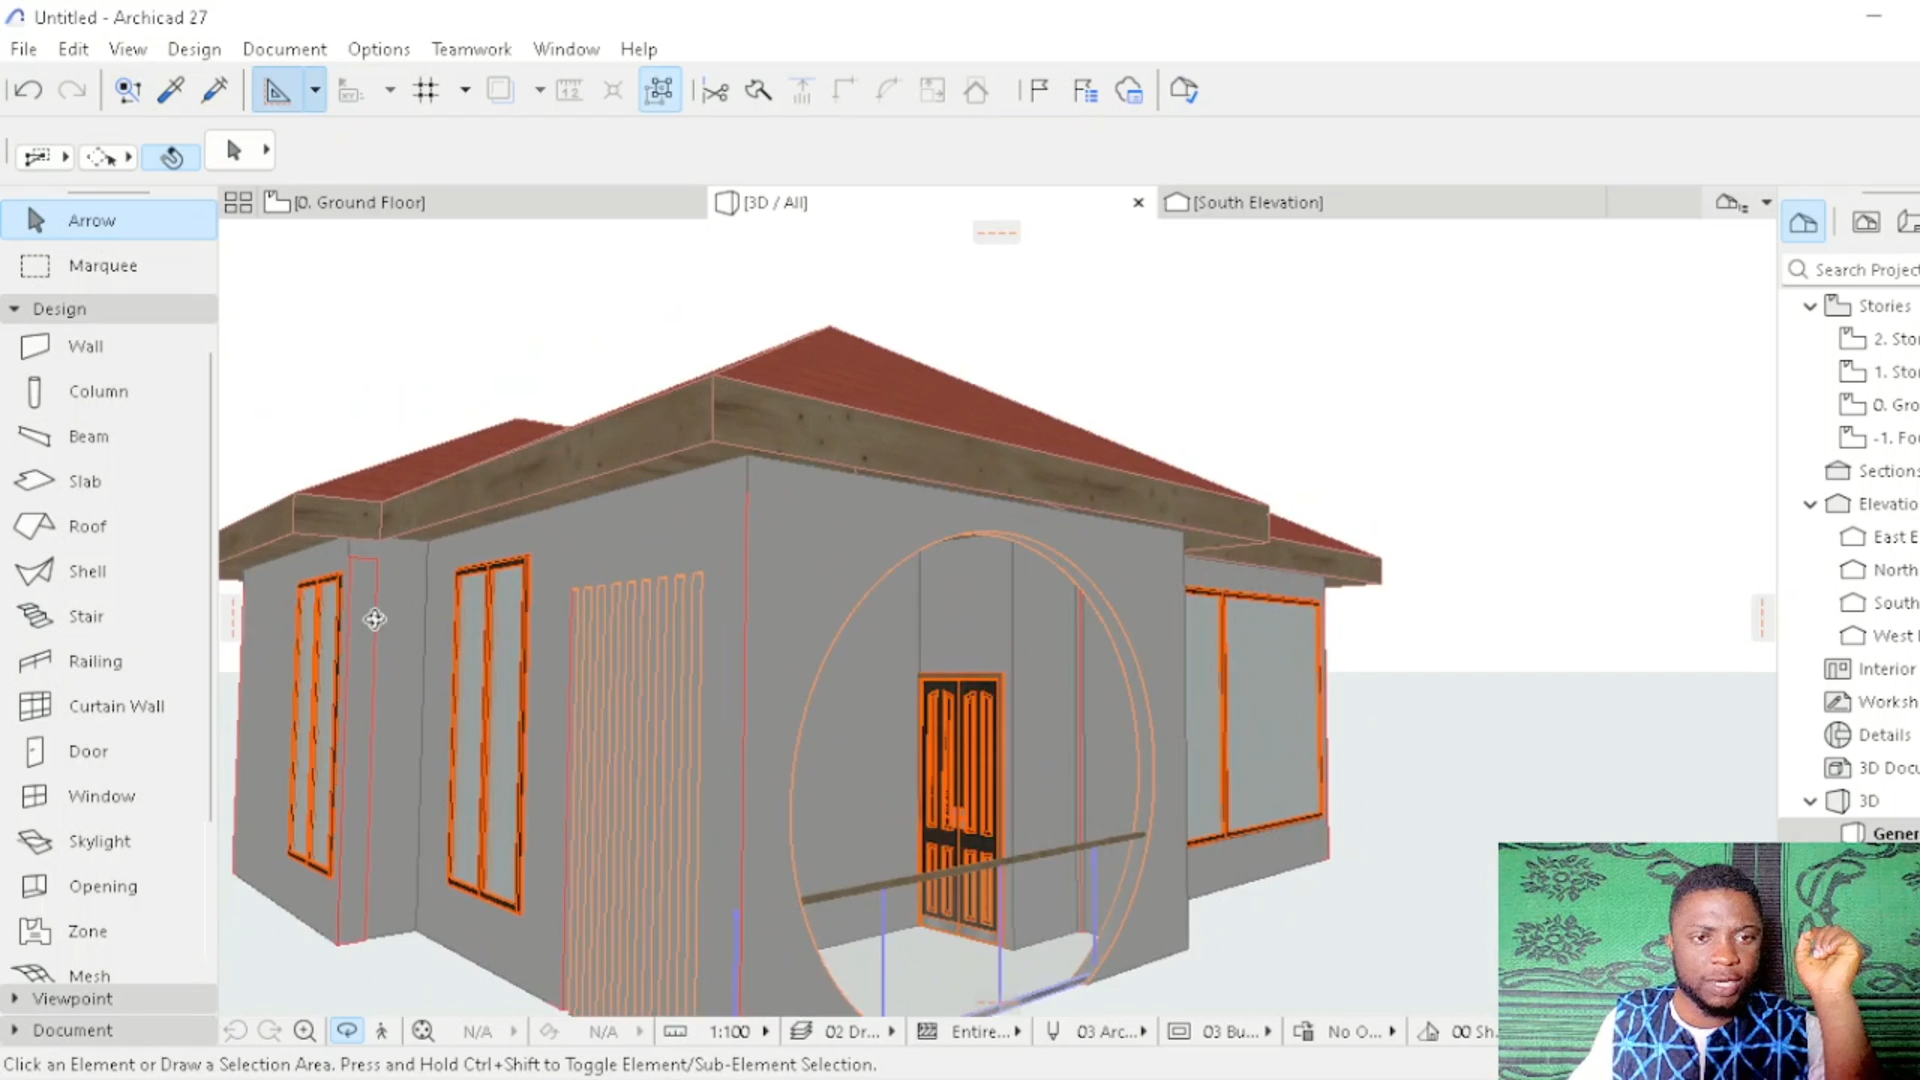 Untitled - Archicad 27
File Edit View Design Document Options Teamwork Window Help
[0. Ground Floor] [3D / All] [South Elevation]
Arrow
Marquee
Design
Wall
Column
Beam
Slab
Roof
Shell
Stair
Railing
Curtain Wall
Door
Window
Skylight
Opening
Zone
Mesh
Viewpoint
Document
Search Project
Stories
2. Sto
1. Sto
0. Gro
-1. Fo
Sections
Elevatio
East E
North
South
West
Interior
Worksh
Details
3D Docu
3D
Gener
N/A N/A 1:100 02 Dr... Entire... 03 Arc... 03 Bu... No O... 00 Sh
Click an Element or Draw a Selection Area. Press and Hold Ctrl+Shift to Toggle Element/Sub-Element Selection.